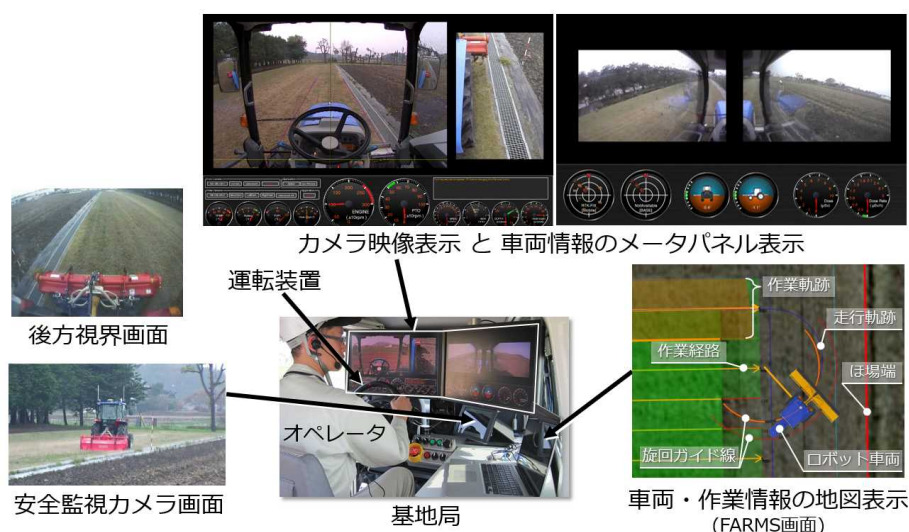 ENGINE
(x10rpm)
PTO
(x10rpm)
カメラ映像表示 と 車両情報のメータパネル表示
運転装置
後方視界画面
オペレータ
安全監視カメラ画面
基地局
作業軌跡
走行軌跡
作業経路
ほ場端
旋回ガイド線
ロボット車両
車両・作業情報の地図表示
(FARMS画面)